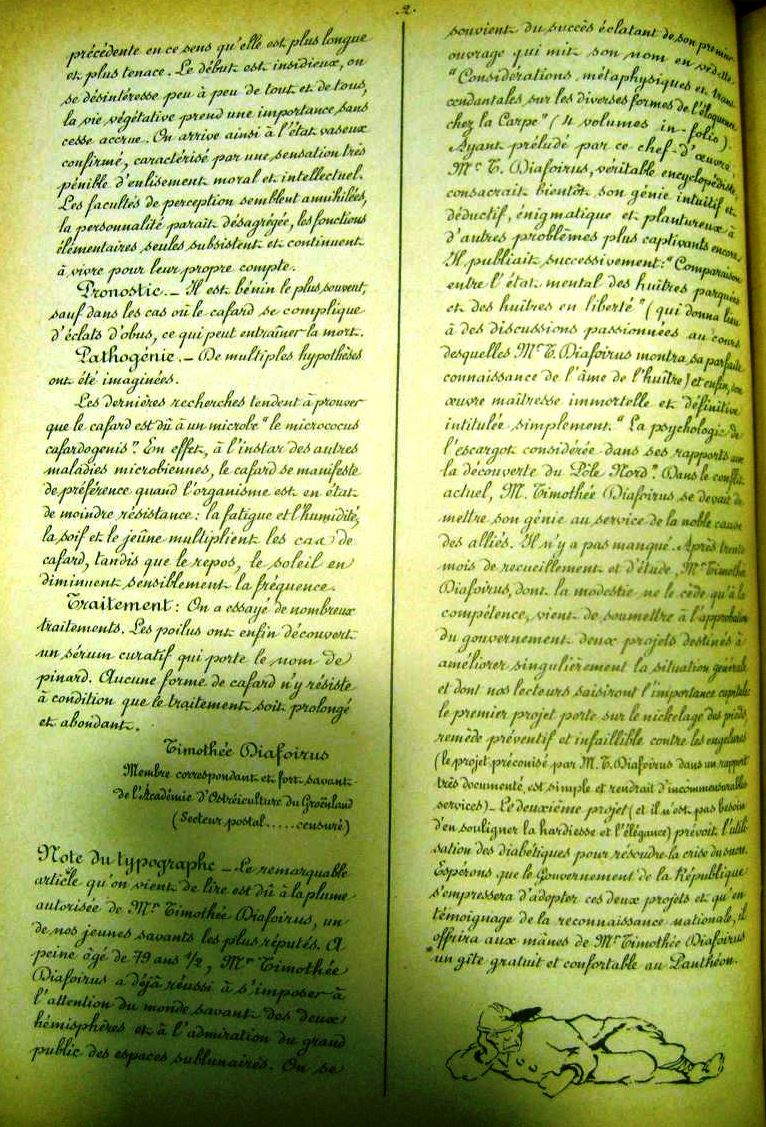 .2.
précédente en ce sens qu'elle est plus longue
et plus tenace. Le début est insidieux, on
se désintéresse peu à peu de tout et de tous,
la vie végétative prend une importance sans
cesse accrue. On arrive ainsi à l'état vaseux
confirmé, caractérisé par une sensation très
pénible d'enlisement moral et intellectuel.
Les facultés de perception semblent annihilées,
la personnalité paraît désagrégée, les fonctions
élémentaires seules subsistent et continuent
à vivre pour leur propre compte.
Pronostic._ Il est bénin le plus souvent,
sauf dans les cas où le cafard se complique
d'éclats d'obus, ce qui peut entraîner la mort.
Pathogénie._ De multiples hypothèses
ont été imaginées.
Les dernières recherches tendent à prouver
que le cafard est dû à un microbe "le micrococus
cafardogenis". En effet, à l'instar des autres
maladies microbiennes, le cafard se manifeste
de préférence quand l'organisme est en état
de moindre résistance: la fatigue et l'humidité,
la soif et le jeûne multiplient les cas de
cafard, tandis que le repos, le soleil en
diminuent sensiblement la fréquence.
Traitement: On a essayé de nombreux
traitements. Les poilus ont enfin découvert
un sérum curatif qui porte le nom de
pinard. Aucune forme de cafard n'y résiste
à condition que le traitement soit prolongé
et abondant.
Timothée Diafoirus
Membre correspondant et fort savant
de l'Académie d'Ostréiculture du Groënland
(Secteur postal.....censuré)
Note du typographe _ Le remarquable
article qu'on vient de lire est dû à la plume
autorisée de Mr Timothée Diafoirus, un
de nos jeunes savants les plus réputés. A
peine âgé de 79 ans 1/2, Mr Timothée
Diafoirus a déjà réussi à s'imposer à
l'attention du monde savant des deux
hémisphères et à l'admiration du grand
public des espaces sublunaires. On se
souvient du succès éclatant de son premier
ouvrage qui mit son nom en vedette
"Considérations métaphysiques et
sur les diverses formes de l'éloquence
chez la Carpe" (4 volumes in-folio).
Ayant préludé par ce chef-d'œuvre
Mr T. Diafoirus, véritable encyclopédiste,
consacrait bientôt son génie intuitif et
déductif, énigmatique et plantureux à
d'autres problèmes plus captivants encore.
Il publiait successivement: "Comparaison
entre l'état mental des huîtres parquées
et des huîtres en liberté" (qui donna lieu
à des discussions passionnées au cours
desquelles Mr T. Diafoirus montra sa parfaite
connaissance de l'âme de l'huître) et enfin,
œuvre maîtresse immortelle et définitive
intitulée simplement "La psychologie de
l'escargot considérée dans ses rapports avec
la découverte du Pôle Nord". Dans le conflit
actuel, M. Timothée Diafoirus se devait de
mettre son génie au service de la noble cause
des alliés. Il n'y a pas manqué. Après trente
mois de recueillement et d'étude, Mr Timothée
Diafoirus, dont la modestie ne le cède qu'à la
compétence, vient de soumettre à l'approbation
du gouvernement deux projets destinés à
améliorer singulièrement la situation générale
et dont nos lecteurs saisiront l'importance capitale:
le premier projet porte sur le nickelage des pieds,
remède préventif et infaillible contre les engelures
(le projet préconisé par M. T. Diafoirus dans un rapport
très documenté, est simple et rendrait d'incommensurables
services)_ Le deuxième projet (et il n'est pas besoin
d'en souligner la hardiesse et l'élégance) prévoit l'utili-
sation des diabétiques pour résoudre la crise du sucre.
Espérons que le Gouvernement de la République
s'empressera d'adopter ces deux projets et qu'en
témoignage de la reconnaissance nationale, il
offrira aux mânes de Mr Timothée Diafoirus
un gîte gratuit et confortable au Panthéon.